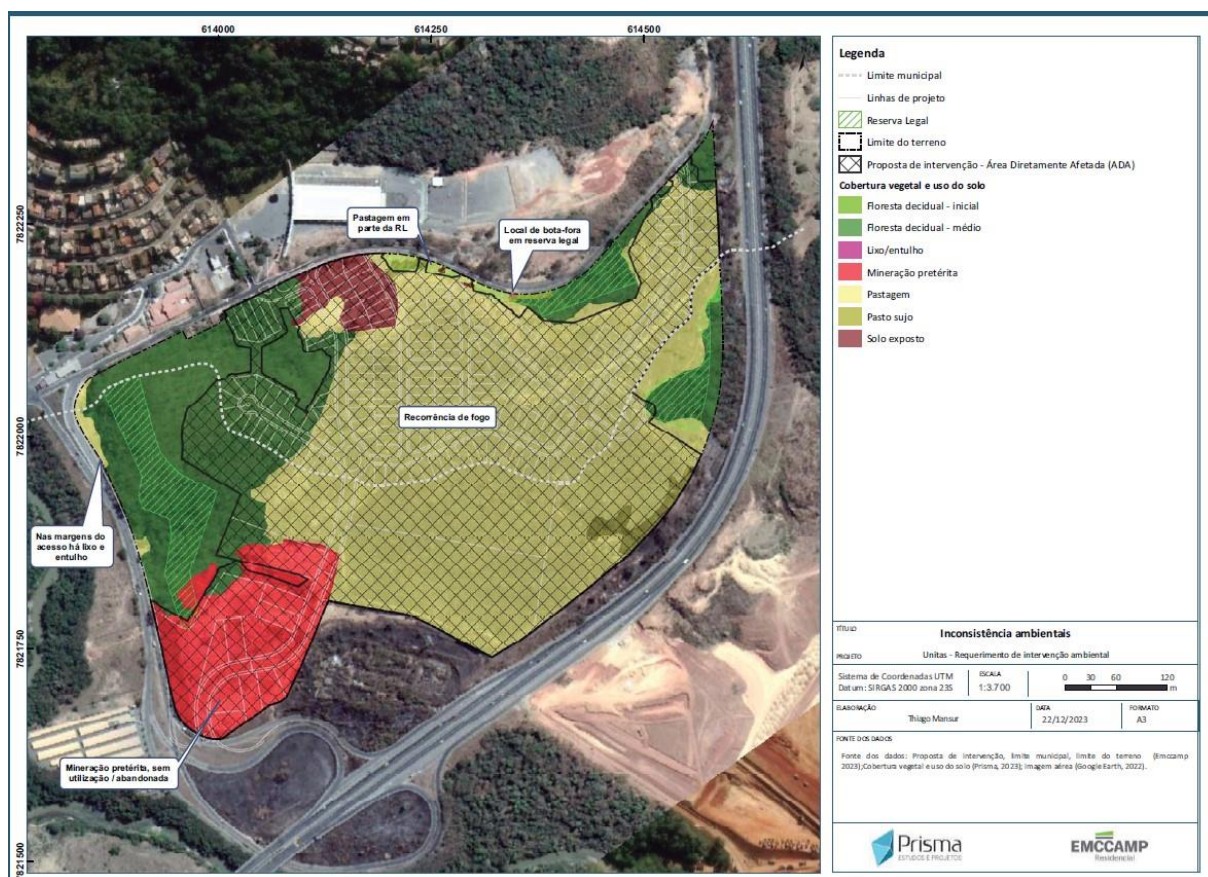 614000
614250
614500
7822250
7822000
7821750
7821500
Pastagem em
parte da RL
Local de bota-fora
em reserva legal
Recorrência de fogo
Nas margens do
acesso há lixo e
entulho
Mineração pretérita, sem
utilização / abandonada
Legenda
Limite municipal
Linhas de projeto
Reserva Legal
Limite do terreno
Proposta de intervenção - Área Diretamente Afetada (ADA)
Cobertura vegetal e uso do solo
Floresta decidual - inicial
Floresta decidual - médio
Lixo/entulho
Mineração pretérita
Pastagem
Pasto sujo
Solo exposto
TÍTULO
Inconsistência ambientais
PROJETO
Unitas - Requerimento de intervenção ambiental
Sistema de Coordenadas UTM
Datum: SIRGAS 2000 zona 23S
ESCALA
1:3.700
0 30 60 120
m
ELABORAÇÃO
Thiago Mansur
DATA
22/12/2023
FORMATO
A3
FONTE DOS DADOS
Fonte dos dados: Proposta de intervenção, limite municipal, limite do terreno (Emccamp
2023);Cobertura vegetal e uso do solo (Prisma, 2023); imagem aérea (Google Earth, 2022).
Prisma
ESTUDOS E PROJETOS
EMCCAMP
Residencial